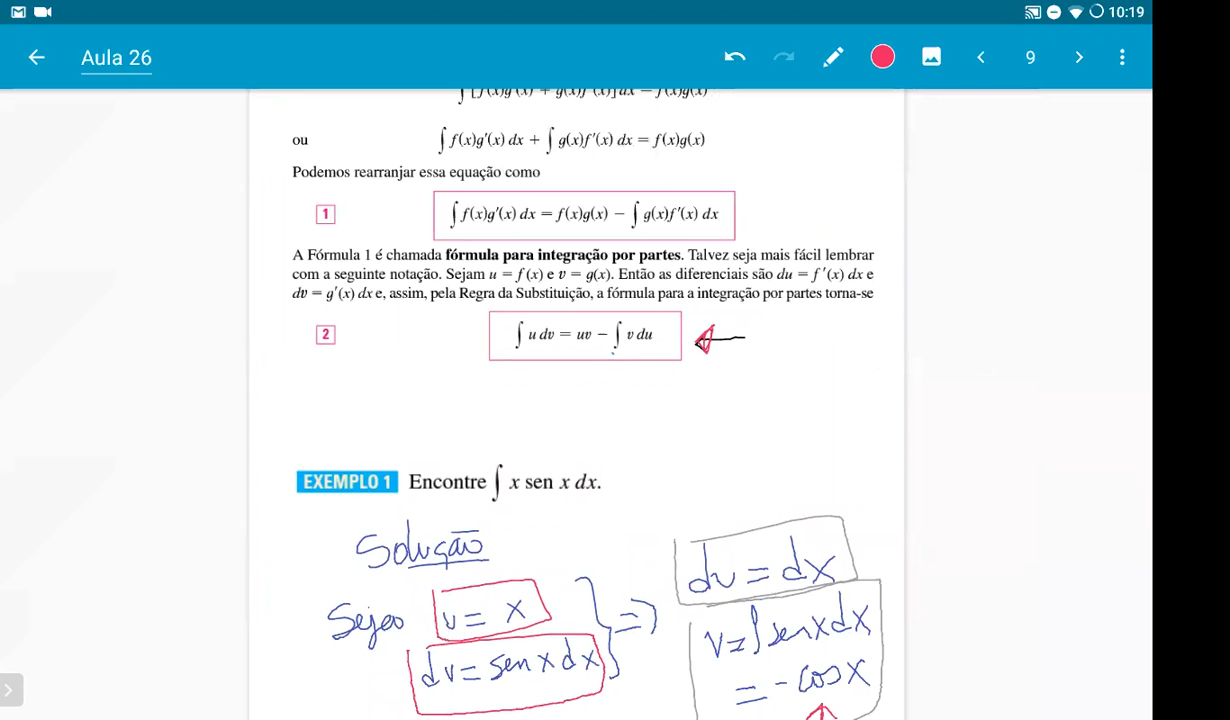 10:19
Aula 26
9
∫ [f(x)g'(x) + g(x)f'(x)] dx = f(x)g(x)
ou ∫ f(x)g'(x) dx + ∫ g(x)f'(x) dx = f(x)g(x)
Podemos rearranjar essa equação como
1 ∫ f(x)g'(x) dx = f(x)g(x) − ∫ g(x)f'(x) dx
A Fórmula 1 é chamada fórmula para integração por partes. Talvez seja mais fácil lembrar
com a seguinte notação. Sejam u = f(x) e v = g(x). Então as diferenciais são du = f'(x) dx e
dv = g'(x) dx e, assim, pela Regra da Substituição, a fórmula para a integração por partes torna-se
2 ∫ u dv = uv − ∫ v du
EXEMPLO 1 Encontre ∫ x sen x dx.
Solução
Sejam u = x
dv = sen x dx
⇒
du = dx
v = ∫ sen x dx
= - cos x